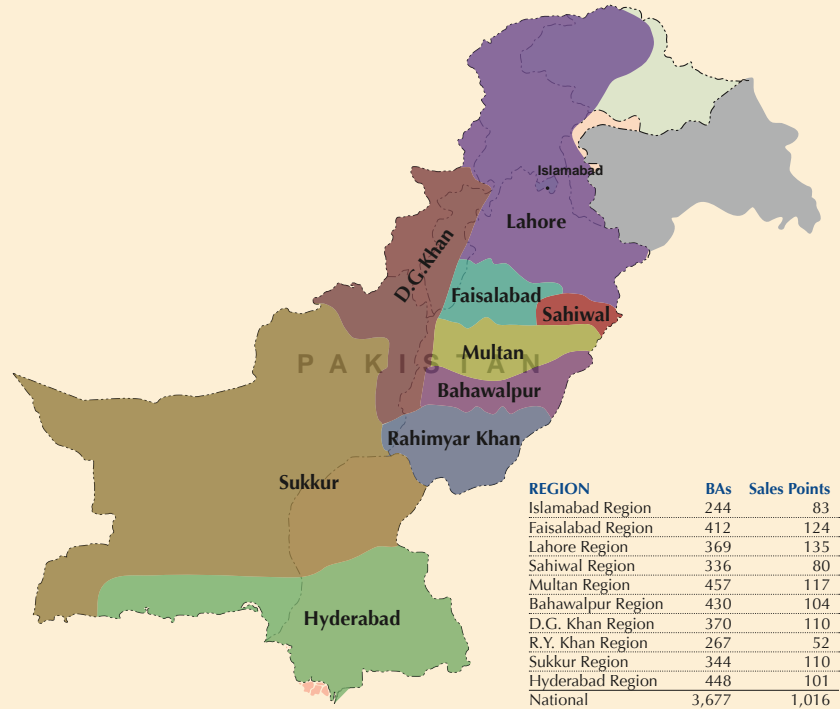 Islamabad
Lahore
D.G.Khan
Faisalabad
Sahiwal
Multan
PAKISTAN
Bahawalpur
Rahimyar Khan
Sukkur
Hyderabad
REGION BAs Sales Points
Islamabad Region 244 83
Faisalabad Region 412 124
Lahore Region 369 135
Sahiwal Region 336 80
Multan Region 457 117
Bahawalpur Region 430 104
D.G. Khan Region 370 110
R.Y. Khan Region 267 52
Sukkur Region 344 110
Hyderabad Region 448 101
National 3,677 1,016